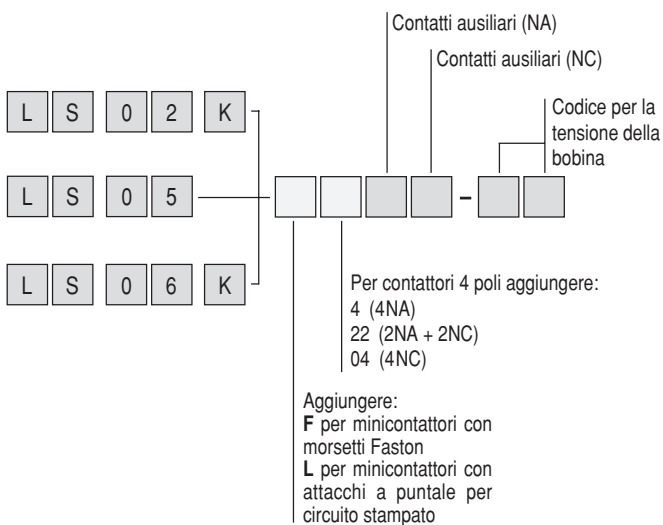 Contatti ausiliari (NA)
Contatti ausiliari (NC)
Codice per la
tensione della
bobina
L S 0 2 K
L S 0 5
–
L S 0 6 K
Per contattori 4 poli aggiungere:
4 (4NA)
22 (2NA + 2NC)
04 (4NC)
Aggiungere:
F per minicontattori con
morsetti Faston
L per minicontattori con
attacchi a puntale per
circuito stampato